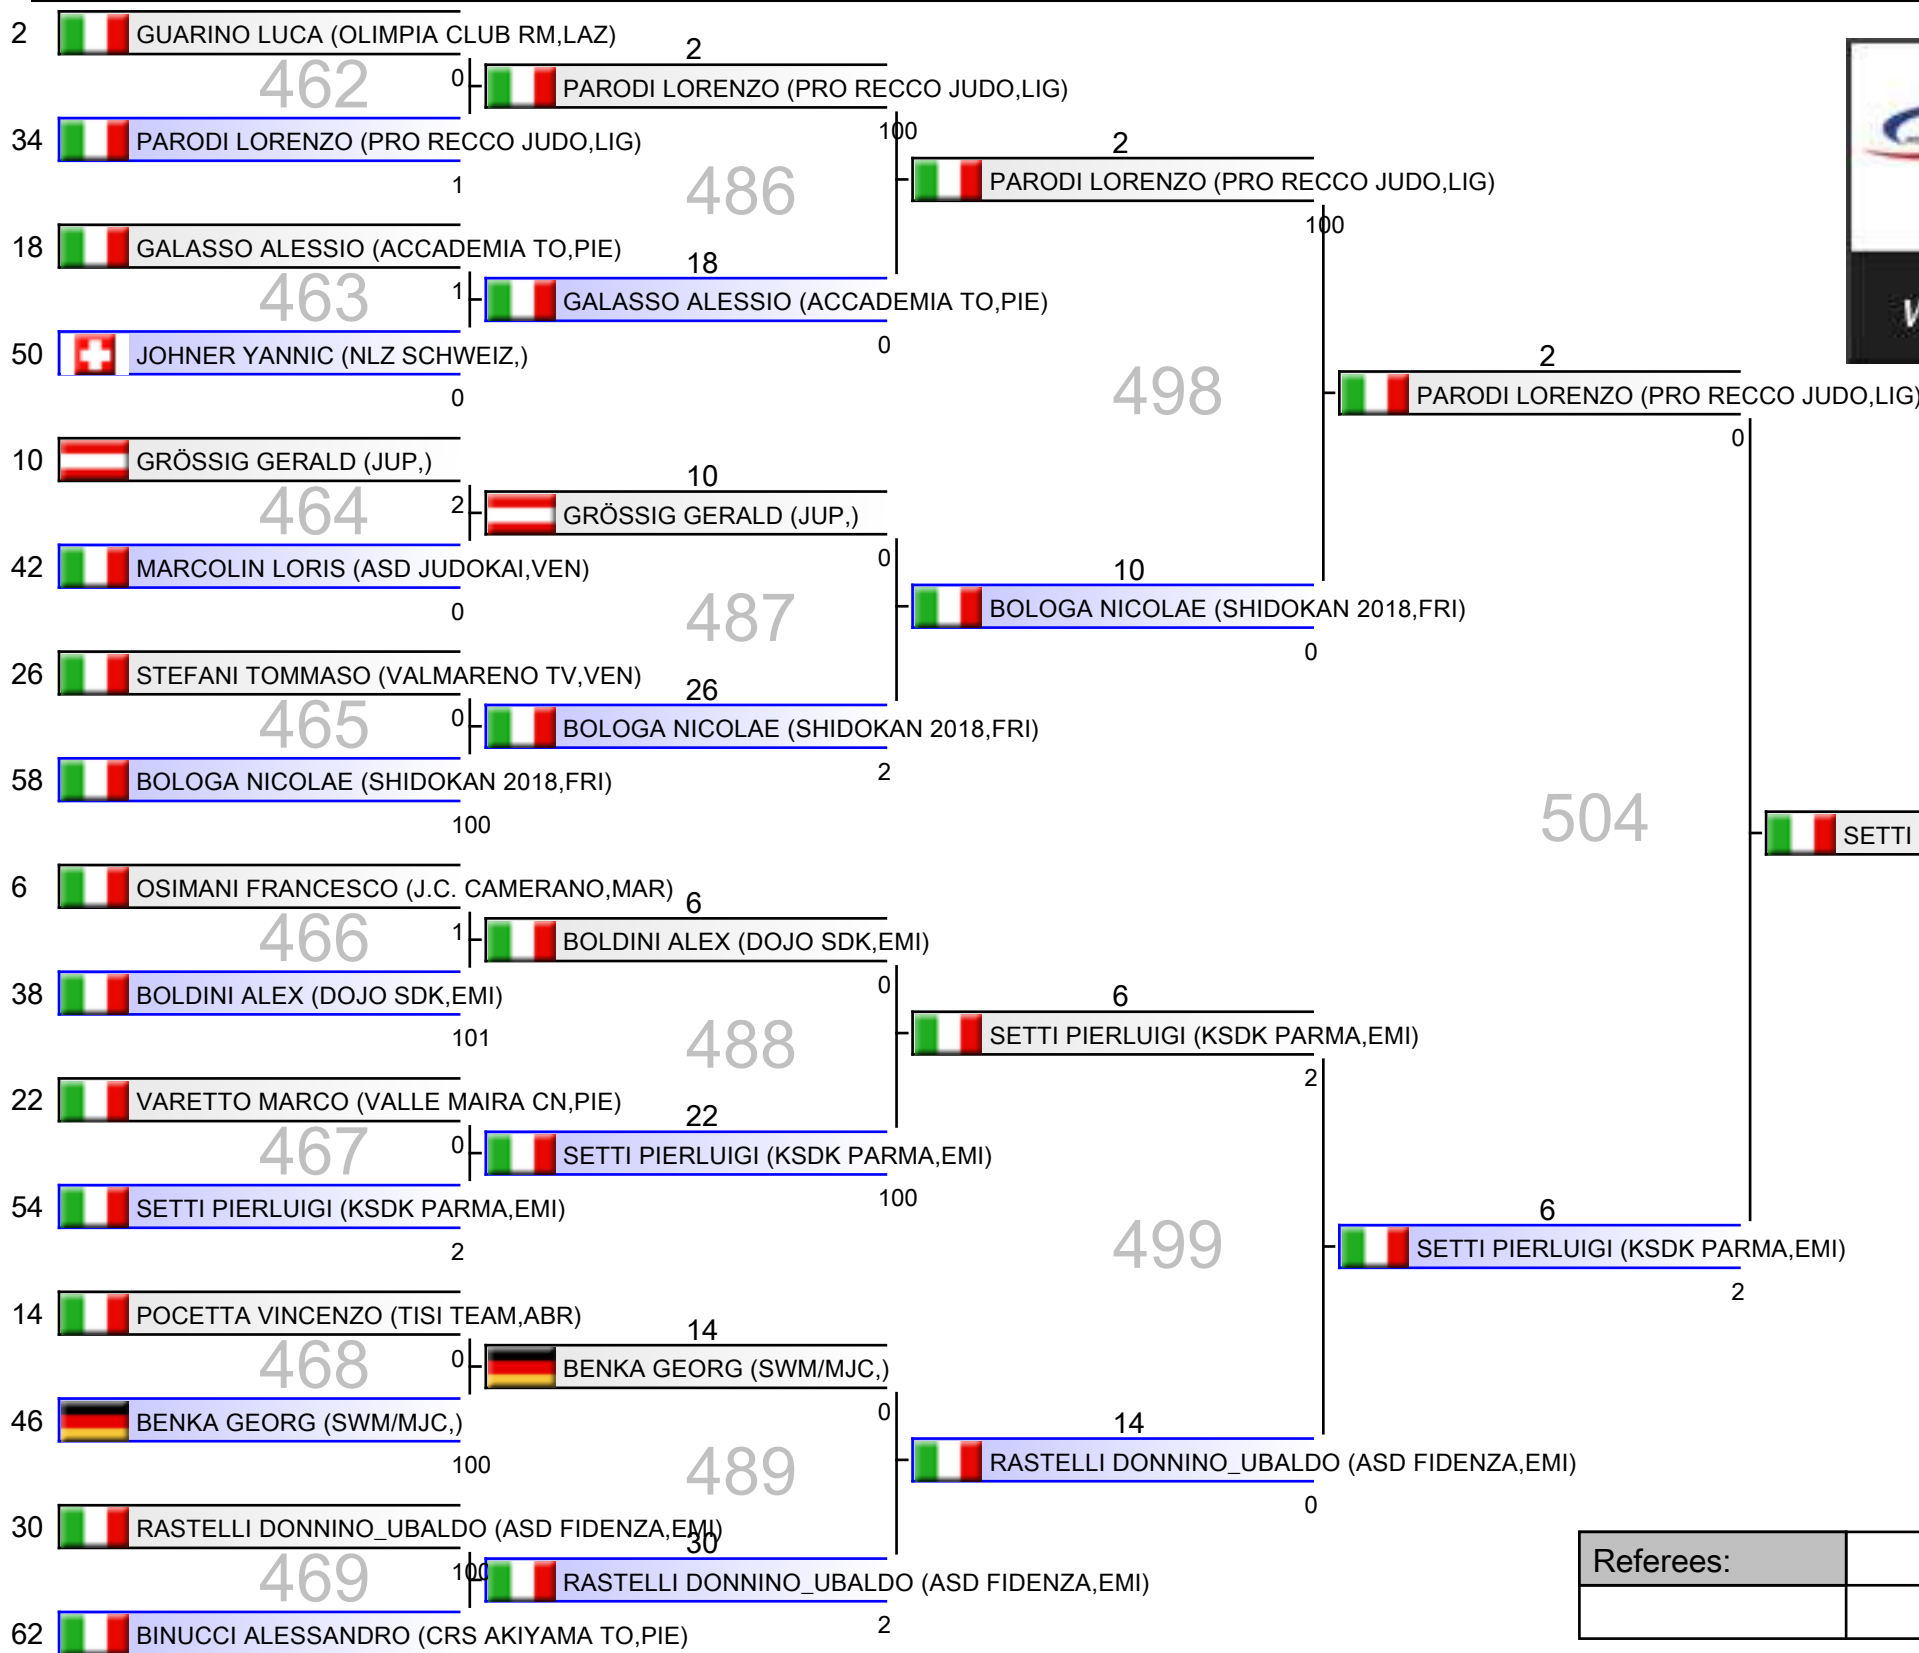 2 GUARINO LUCA (OLIMPIA CLUB RM,LAZ)
462 0
34 PARODI LORENZO (PRO RECCO JUDO,LIG)
1
18 GALASSO ALESSIO (ACCADEMIA TO,PIE)
463 1
50 JOHNER YANNIC (NLZ SCHWEIZ,)
0
10 GRÖSSIG GERALD (JUP,)
464 2
42 MARCOLIN LORIS (ASD JUDOKAI,VEN)
0
26 STEFANI TOMMASO (VALMARENO TV,VEN)
465 0
58 BOLOGA NICOLAE (SHIDOKAN 2018,FRI)
100
6 OSIMANI FRANCESCO (J.C. CAMERANO,MAR)
466 1
38 BOLDINI ALEX (DOJO SDK,EMI)
101
22 VARETTO MARCO (VALLE MAIRA CN,PIE)
467 0
54 SETTI PIERLUIGI (KSDK PARMA,EMI)
2
14 POCETTA VINCENZO (TISI TEAM,ABR)
468 0
46 BENKA GEORG (SWM/MJC,)
100
30 RASTELLI DONNINO_UBALDO (ASD FIDENZA,EMI)
469 100
62 BINUCCI ALESSANDRO (CRS AKIYAMA TO,PIE)
2
PARODI LORENZO (PRO RECCO JUDO,LIG)
100
486
18
GALASSO ALESSIO (ACCADEMIA TO,PIE)
0
10
GRÖSSIG GERALD (JUP,)
0
487
26
BOLOGA NICOLAE (SHIDOKAN 2018,FRI)
2
6
BOLDINI ALEX (DOJO SDK,EMI)
0
488
22
SETTI PIERLUIGI (KSDK PARMA,EMI)
100
14
BENKA GEORG (SWM/MJC,)
0
489
30
RASTELLI DONNINO_UBALDO (ASD FIDENZA,EMI)
2
2
PARODI LORENZO (PRO RECCO JUDO,LIG)
100
498
10
BOLOGA NICOLAE (SHIDOKAN 2018,FRI)
0
6
SETTI PIERLUIGI (KSDK PARMA,EMI)
2
499
14
RASTELLI DONNINO_UBALDO (ASD FIDENZA,EMI)
0
2
PARODI LORENZO (PRO RECCO JUDO,LIG)
0
504
6
SETTI PIERLUIGI (KSDK PARMA,EMI)
2
SETTI
Referees: